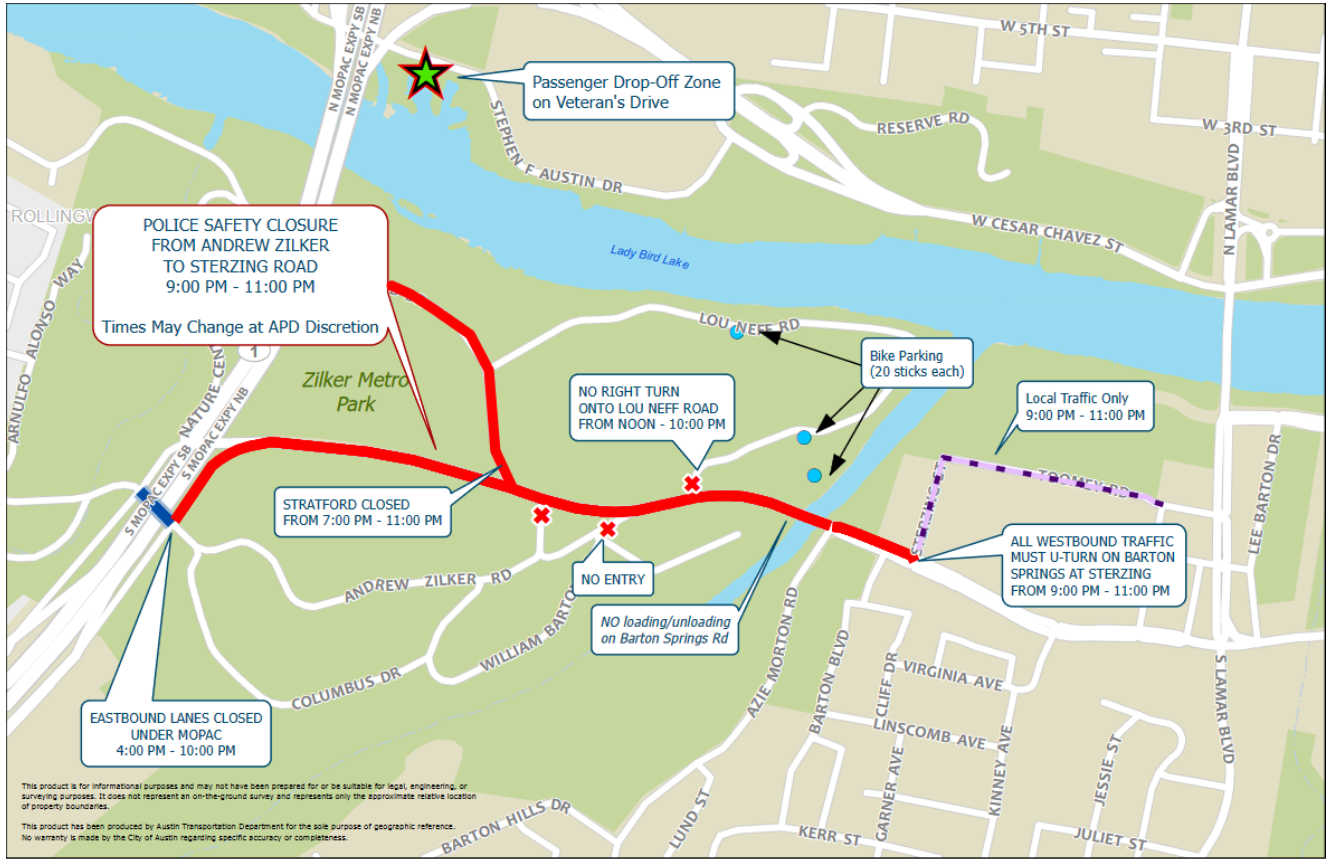 W 5TH ST
N MOPAC EXPY SB
N MOPAC EXPY NB
Passenger Drop-Off Zone
on Veteran's Drive
STEPHEN F AUSTIN DR
RESERVE RD
W 3RD ST
N LAMAR BLVD
W CESAR CHAVEZ ST
ROLLINGW
POLICE SAFETY CLOSURE
FROM ANDREW ZILKER
TO STERZING ROAD
9:00 PM - 11:00 PM
Times May Change at APD Discretion
Lady Bird Lake
ARNULFO ALONSO WAY
NATURE CEN
1
LOU NEFF RD
Bike Parking
(20 sticks each)
Zilker Metro
Park
NO RIGHT TURN
ONTO LOU NEFF ROAD
FROM NOON - 10:00 PM
Local Traffic Only
9:00 PM - 11:00 PM
S MOPAC EXPY SB
S MOPAC EXPY NB
STRATFORD CLOSED
FROM 7:00 PM - 11:00 PM
STERZING ST
TOOMEY RD
LEE BARTON DR
ALL WESTBOUND TRAFFIC
MUST U-TURN ON BARTON
SPRINGS AT STERZING
FROM 9:00 PM - 11:00 PM
ANDREW ZILKER RD
NO ENTRY
WILLIAM BARTON
NO loading/unloading
on Barton Springs Rd
COLUMBUS DR
AZIE MORTON RD
BARTON BLVD
CLIFF DR
VIRGINIA AVE
LINSCOMB AVE
S LAMAR BLVD
EASTBOUND LANES CLOSED
UNDER MOPAC
4:00 PM - 10:00 PM
GARNER AVE
KINNEY AVE
JESSIE ST
LUND ST
KERR ST
JULIET ST
BARTON HILLS DR
This product is for informational purposes and may not have been prepared for or be suitable for legal, engineering, or
surveying purposes. It does not represent an on-the-ground survey and represents only the approximate relative location
of property boundaries.
This product has been produced by Austin Transportation Department for the sole purpose of geographic reference.
No warranty is made by the City of Austin regarding specific accuracy or completeness.